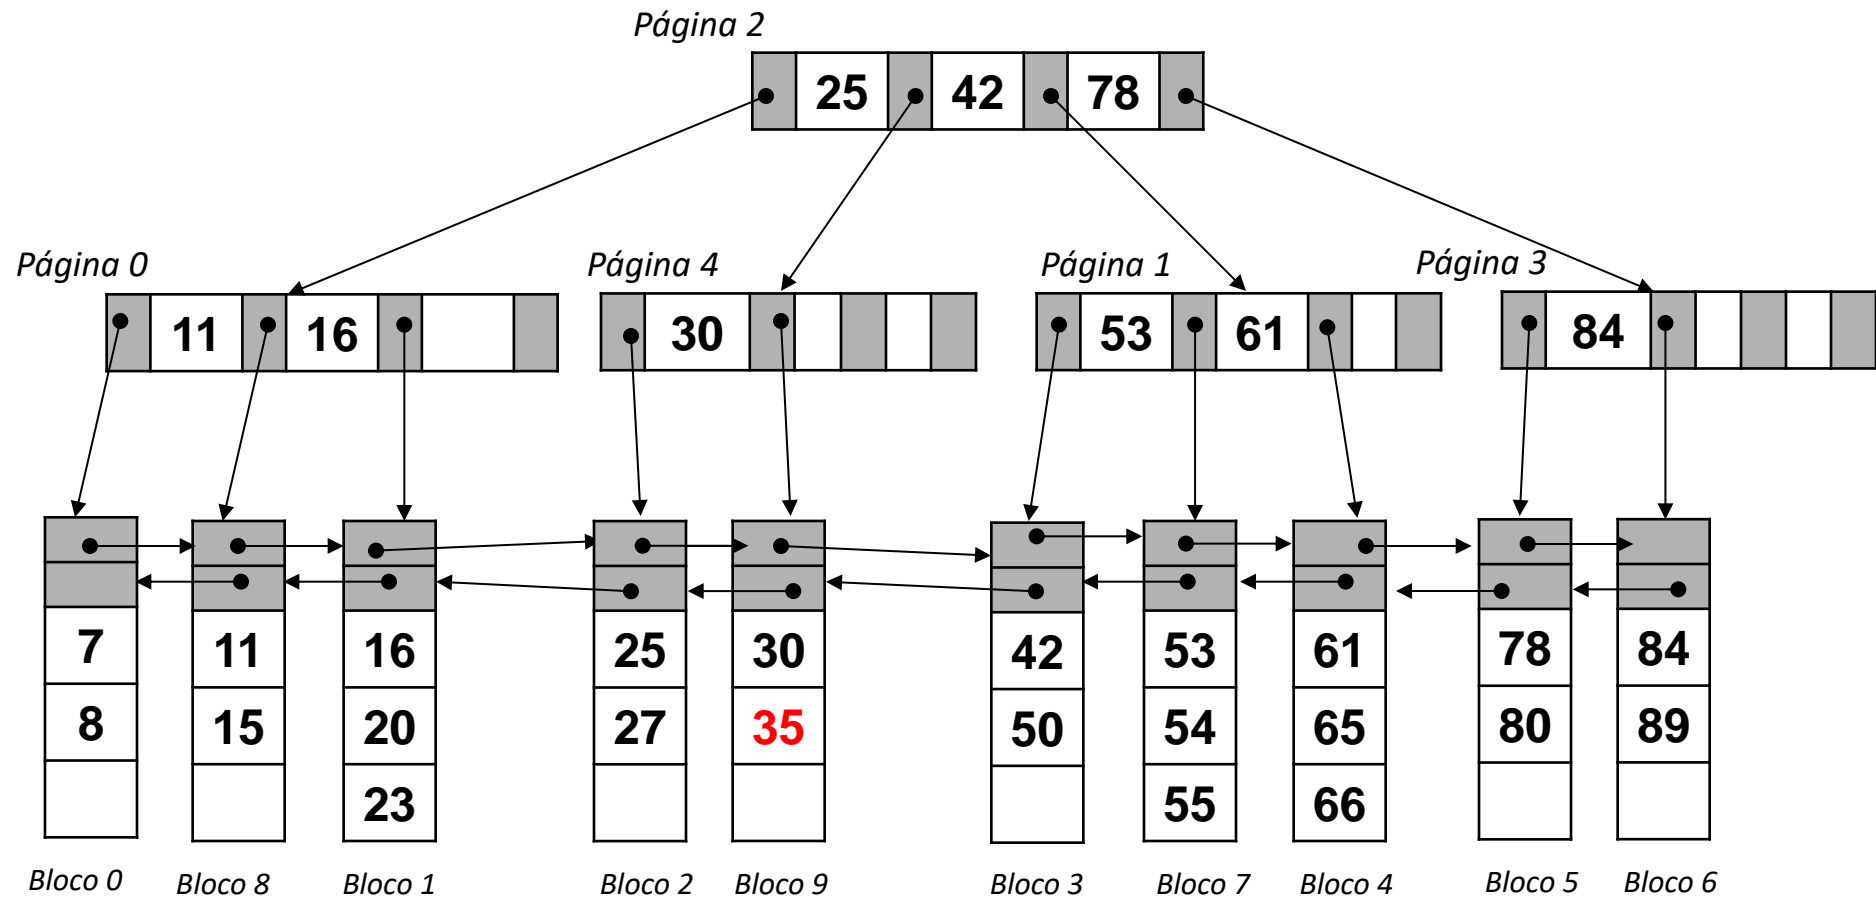 Página 2
25 42 78
Página 0 Página 4 Página 1 Página 3
11 16 30 53 61 84
7 11 16 25 30 42 53 61 78 84
8 15 20 27 35 50 54 65 80 89
23 55 66
Bloco 0 Bloco 8 Bloco 1 Bloco 2 Bloco 9 Bloco 3 Bloco 7 Bloco 4 Bloco 5 Bloco 6